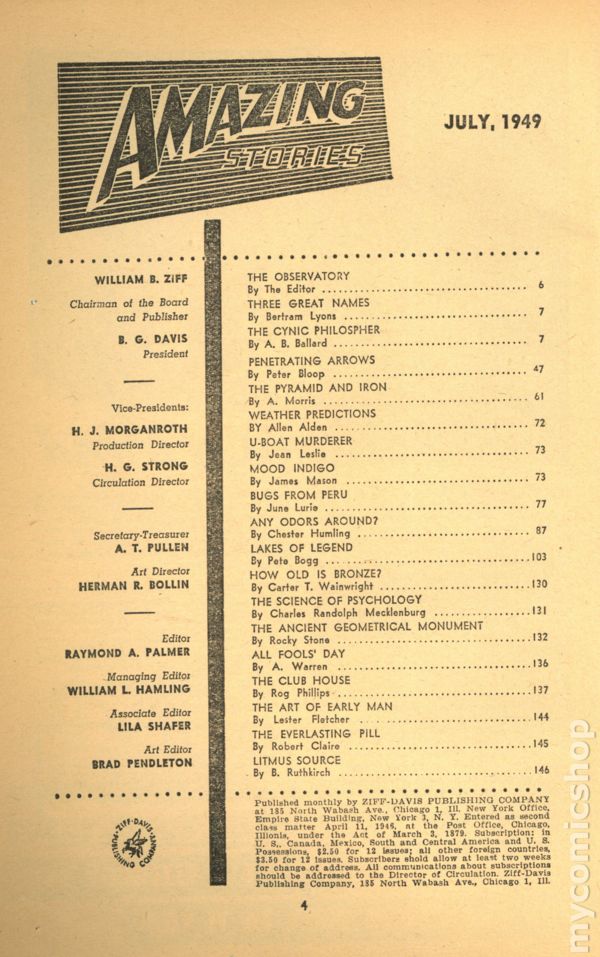 AMAZING
STORIES
JULY, 1949
WILLIAM B. ZIFF
Chairman of the Board
and Publisher
B. G. DAVIS
President
Vice-Presidents:
H. J. MORGANROTH
Production Director
H. G. STRONG
Circulation Director
Secretary-Treasurer
A. T. PULLEN
Art Director
HERMAN R. BOLLIN
Editor
RAYMOND A. PALMER
Managing Editor
WILLIAM L. HAMLING
Associate Editor
LILA SHAFER
Art Editor
BRAD PENDLETON
ZIFF-DAVIS PUBLISHING COMPANY
THE OBSERVATORY
By The Editor .................................. 6
THREE GREAT NAMES
By Bertram Lyons ............................ 7
THE CYNIC PHILOSPHER
By A. B. Ballard .............................. 7
PENETRATING ARROWS
By Peter Bloop ................................ 47
THE PYRAMID AND IRON
By A. Morris .................................. 61
WEATHER PREDICTIONS
BY Allen Alden ................................ 72
U-BOAT MURDERER
By Jean Leslie ................................ 73
MOOD INDIGO
By James Mason .............................. 73
BUGS FROM PERU
By June Lurie ................................. 77
ANY ODORS AROUND?
By Chester Humling .......................... 87
LAKES OF LEGEND
By Pete Bogg .................................103
HOW OLD IS BRONZE?
By Carter T. Wainwright ......................130
THE SCIENCE OF PSYCHOLOGY
By Charles Randolph Mecklenburg ...............131
THE ANCIENT GEOMETRICAL MONUMENT
By Rocky Stone ...............................132
ALL FOOLS' DAY
By A. Warren .................................136
THE CLUB HOUSE
By Rog Phillips ...............................137
THE ART OF EARLY MAN
By Lester Fletcher ............................144
THE EVERLASTING PILL
By Robert Claire ..............................145
LITMUS SOURCE
By B. Ruthkirch ...............................146
Published monthly by ZIFF-DAVIS PUBLISHING COMPANY
at 185 North Wabash Ave., Chicago 1, Ill. New York Office,
Empire State Building, New York 1, N. Y. Entered as second
class matter April 11, 1946, at the Post Office, Chicago,
Illinois, under the Act of March 3, 1879. Subscription: in
U. S., Canada, Mexico, South and Central America and U. S.
Possessions, $2.50 for 12 issues; all other foreign countries,
$3.50 for 12 issues. Subscribers shold allow at least two weeks
for change of address. All communications about subscriptions
should be addressed to the Director of Circulation. Ziff-Davis
Publishing Company, 185 North Wabash Ave., Chicago 1, Ill.
4
mycomicshop